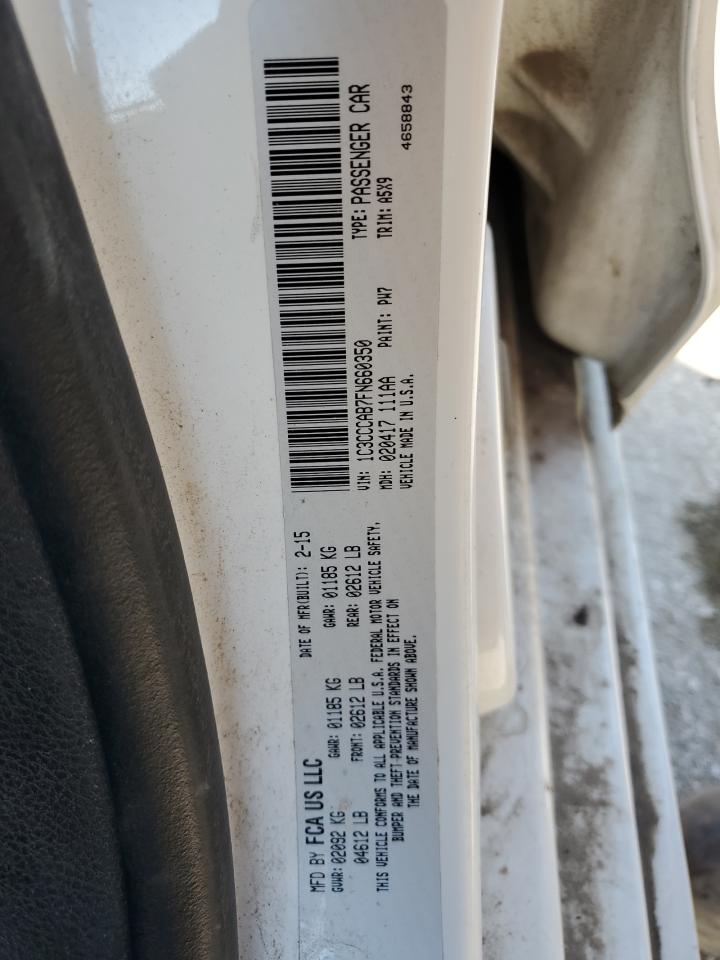 MFD BY FCA US LLC DATE OF MFR(BUILT): 2-15
GVWR: 02092 KG GAWR: 01185 KG GAWR: 01185 KG
04612 LB FRONT: 02612 LB REAR: 02612 LB
THIS VEHICLE CONFORMS TO ALL APPLICABLE U.S.A. FEDERAL MOTOR VEHICLE SAFETY,
BUMPER AND THEFT-PREVENTION STANDARDS IN EFFECT ON
THE DATE OF MANUFACTURE SHOWN ABOVE.
VIN: 1C3CCCAB7FN660350 TYPE: PASSENGER CAR
MDH: 020417 111AA PAINT: PW7 TRIM: A5X9
VEHICLE MADE IN U.S.A. 4658843